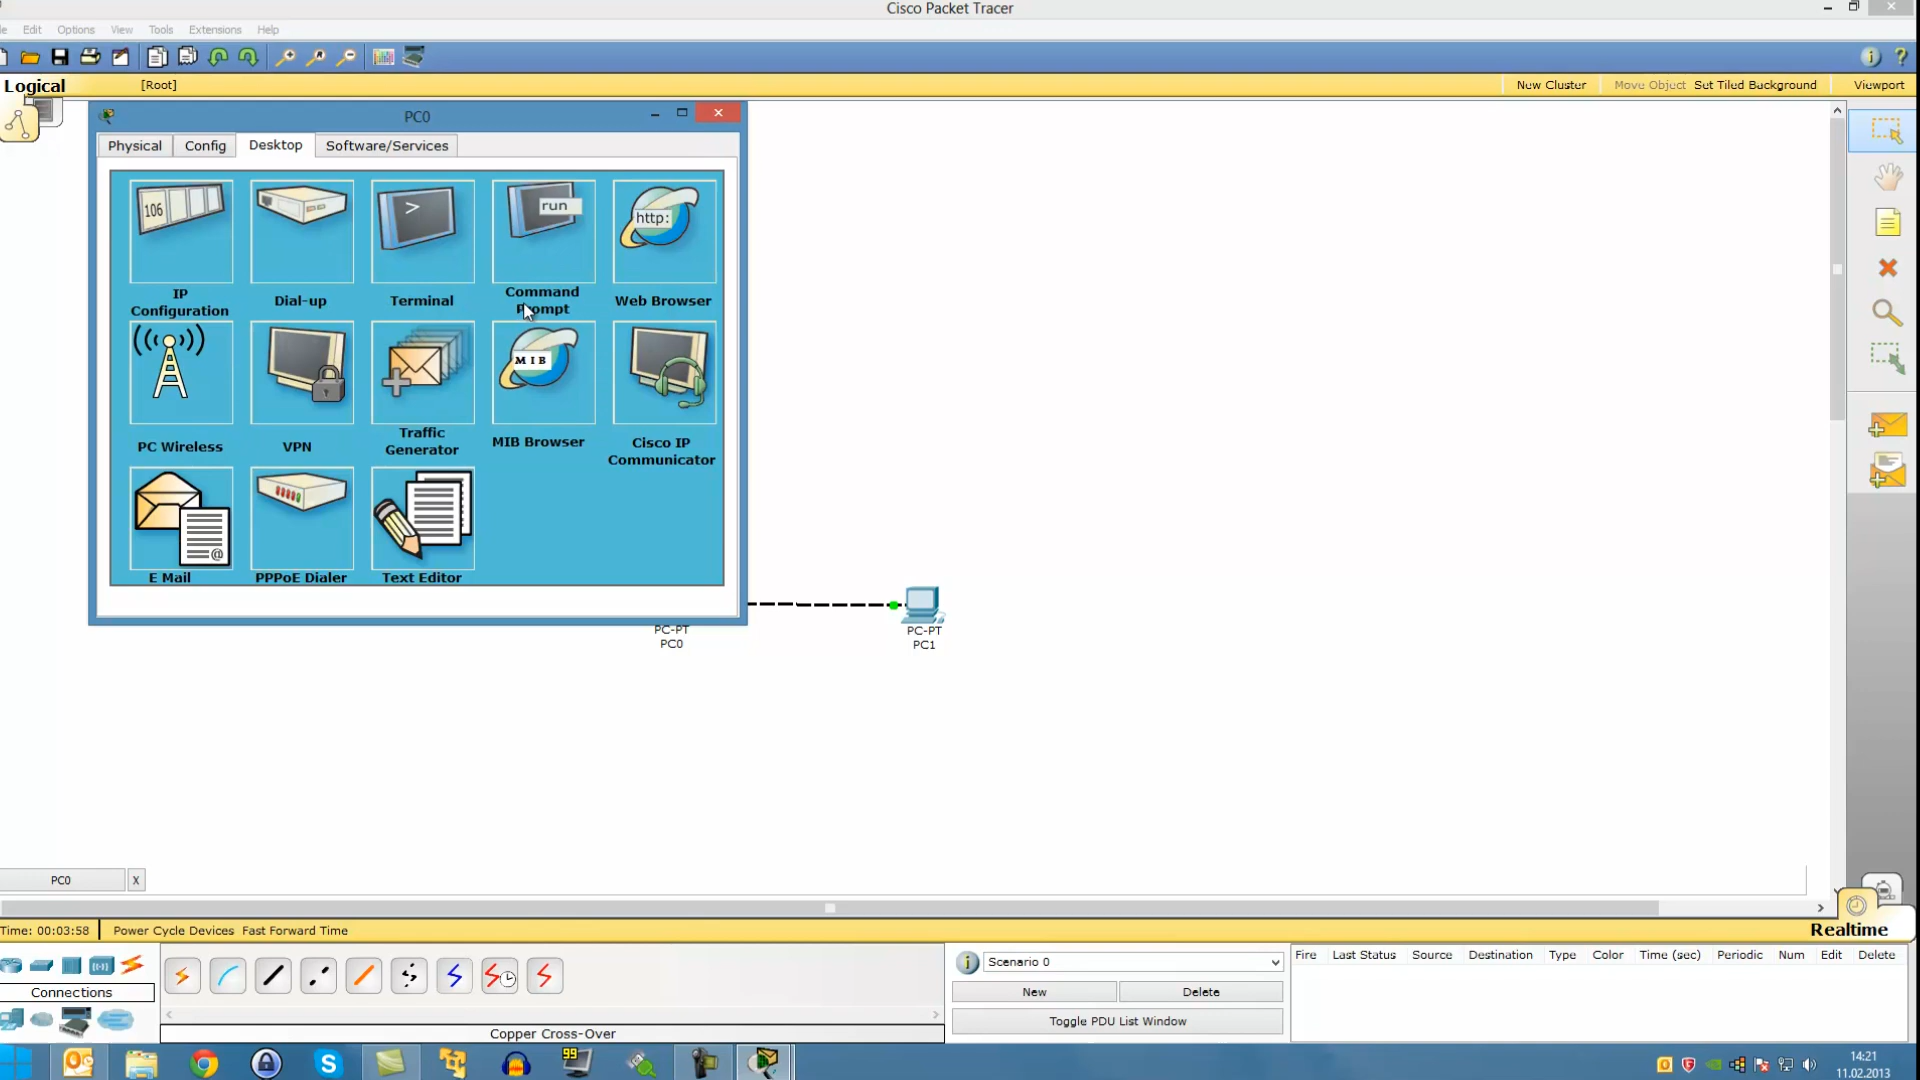 Cisco Packet Tracer
Edit Options View Tools Extensions Help
Logical [Root] New Cluster Move Object Set Tiled Background Viewport
PC0
Physical Config Desktop Software/Services
106 > run http:
IP Configuration
Dial-up
Terminal
Command Prompt
Web Browser
MIB
PC Wireless
VPN
Traffic Generator
MIB Browser
Cisco IP Communicator
@
E Mail
PPPoE Dialer
Text Editor
PC-PT
PC0
PC-PT
PC1
PC0 X
Time: 00:03:58 Power Cycle Devices Fast Forward Time
Realtime
Connections
Copper Cross-Over
Scenario 0
New Delete
Toggle PDU List Window
Fire Last Status Source Destination Type Color Time (sec) Periodic Num Edit Delete
99
14:21
11.02.2013